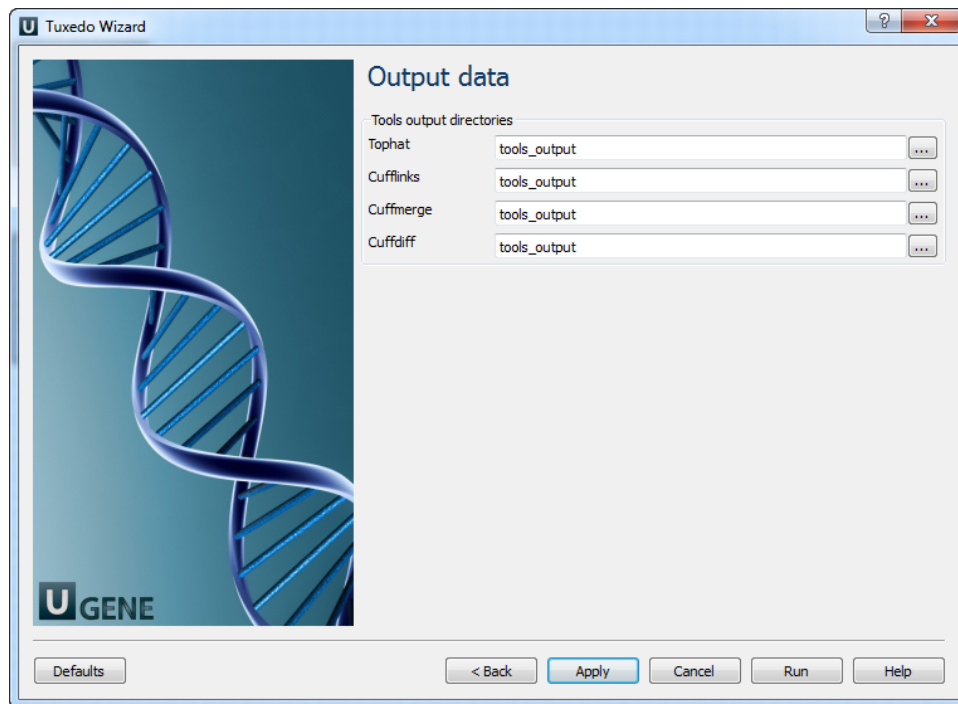 U Tuxedo Wizard ? X
Output data
Tools output directories
Tophat tools_output ...
Cufflinks tools_output ...
Cuffmerge tools_output ...
Cuffdiff tools_output ...
U GENE
Defaults < Back Apply Cancel Run Help